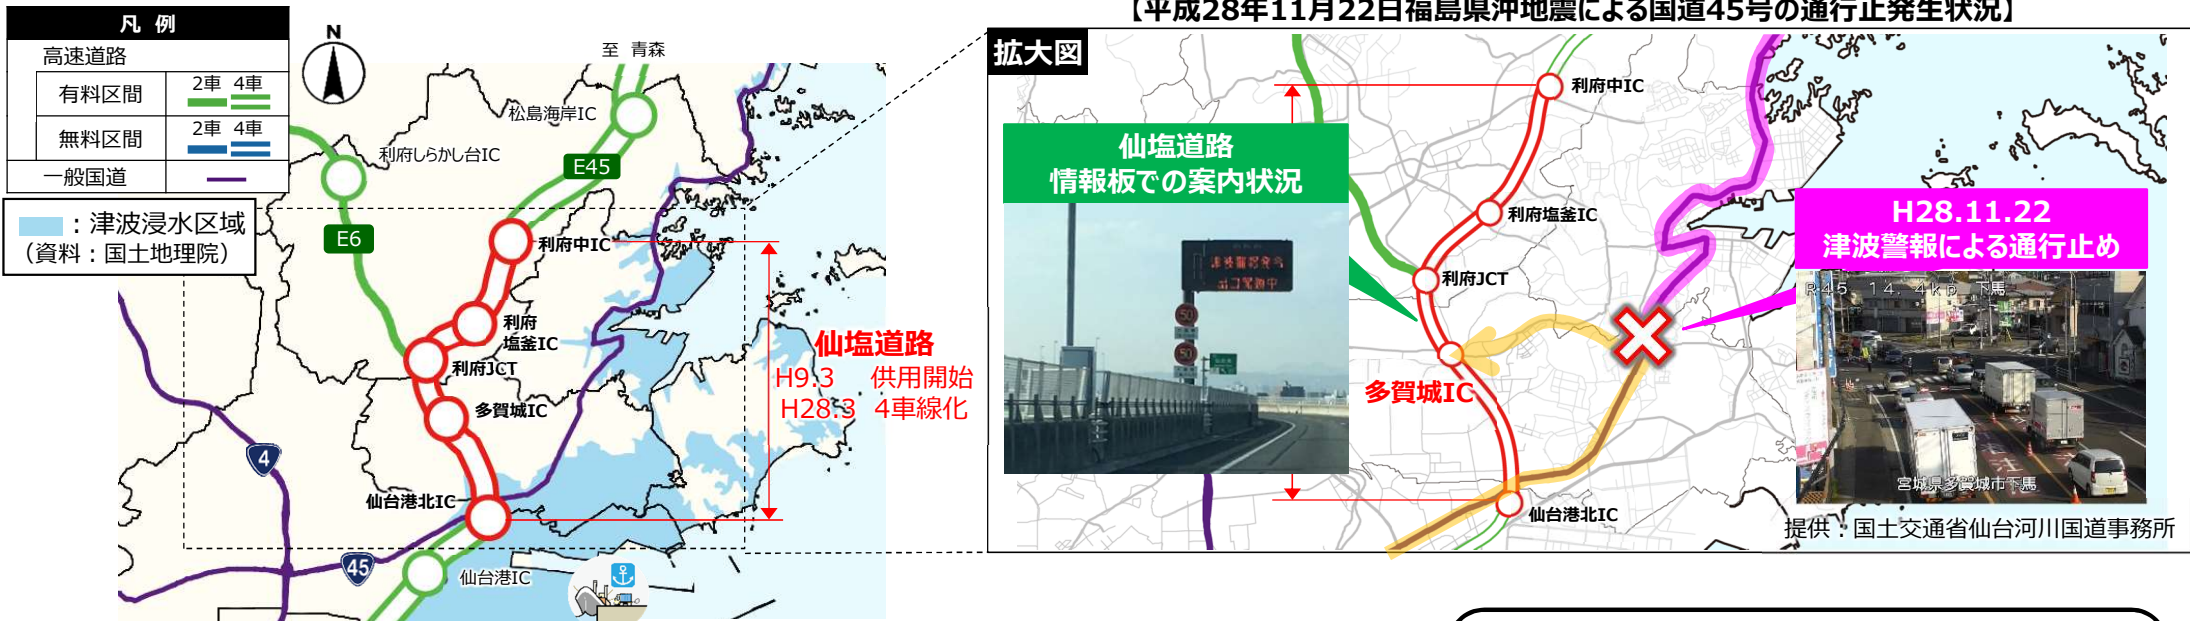 【平成28年11月22日福島県沖地震による国道45号の通行止発生状況】
凡 例
高速道路
有料区間
2車 4車
無料区間
2車 4車
一般国道
：津波浸水区域
（資料：国土地理院）
N
至 青森
松島海岸IC
利府しらかし台IC
E45
E6
利府中IC
利府
塩釜IC
利府JCT
多賀城IC
仙台港北IC
仙台港IC
4
45
仙塩道路
H9.3 供用開始
H28.3 4車線化
拡大図
仙塩道路
情報板での案内状況
50
50
利府中IC
利府塩釜IC
利府JCT
多賀城IC
仙台港北IC
H28.11.22
津波警報による通行止め
R45 14.4kp 下馬
宮城県多賀城市下馬
提供：国土交通省仙台河川国道事務所